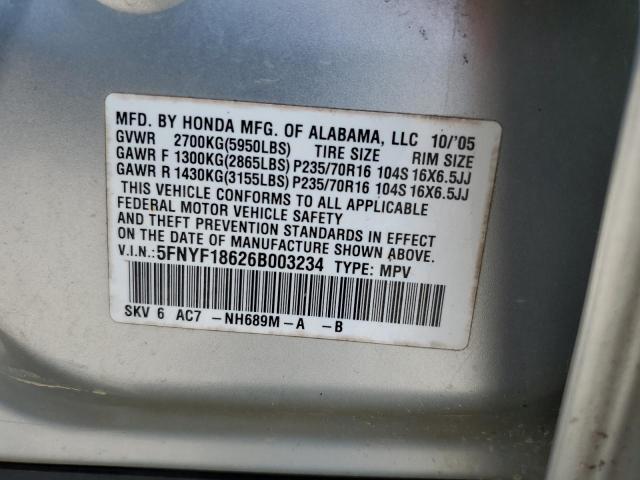 MFD. BY HONDA MFG. OF ALABAMA, LLC 10/'05
GVWR 2700KG(5950LBS) TIRE SIZE RIM SIZE
GAWR F 1300KG(2865LBS) P235/70R16 104S 16X6.5JJ
GAWR R 1430KG(3155LBS) P235/70R16 104S 16X6.5JJ
THIS VEHICLE CONFORMS TO ALL APPLICABLE
FEDERAL MOTOR VEHICLE SAFETY
AND THEFT PREVENTION STANDARDS IN EFFECT
ON THE DATE OF MANUFACTURE SHOWN ABOVE.
V.I.N.:5FNYF18626B003234 TYPE: MPV
SKV 6 AC7 -NH689M-A -B